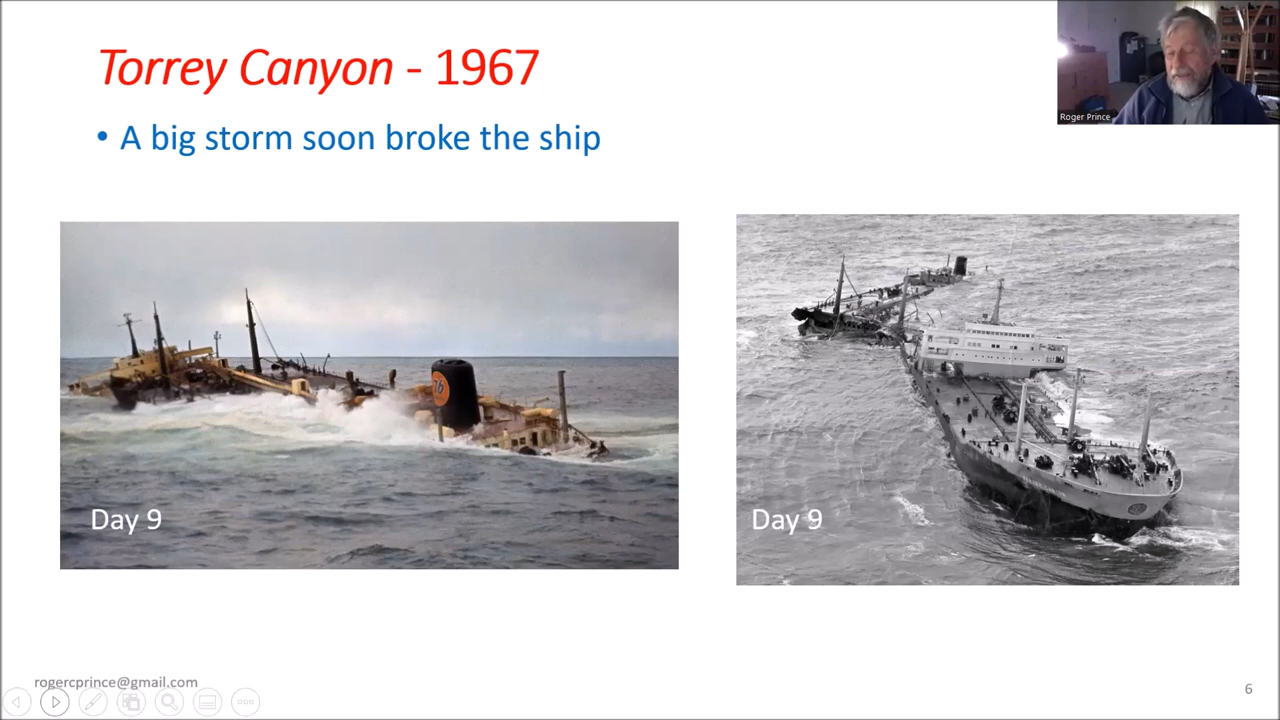 Torrey Canyon - 1967
Roger Prince
• A big storm soon broke the ship
76
Day 9
Day 9
rogercprince@gmail.com
6